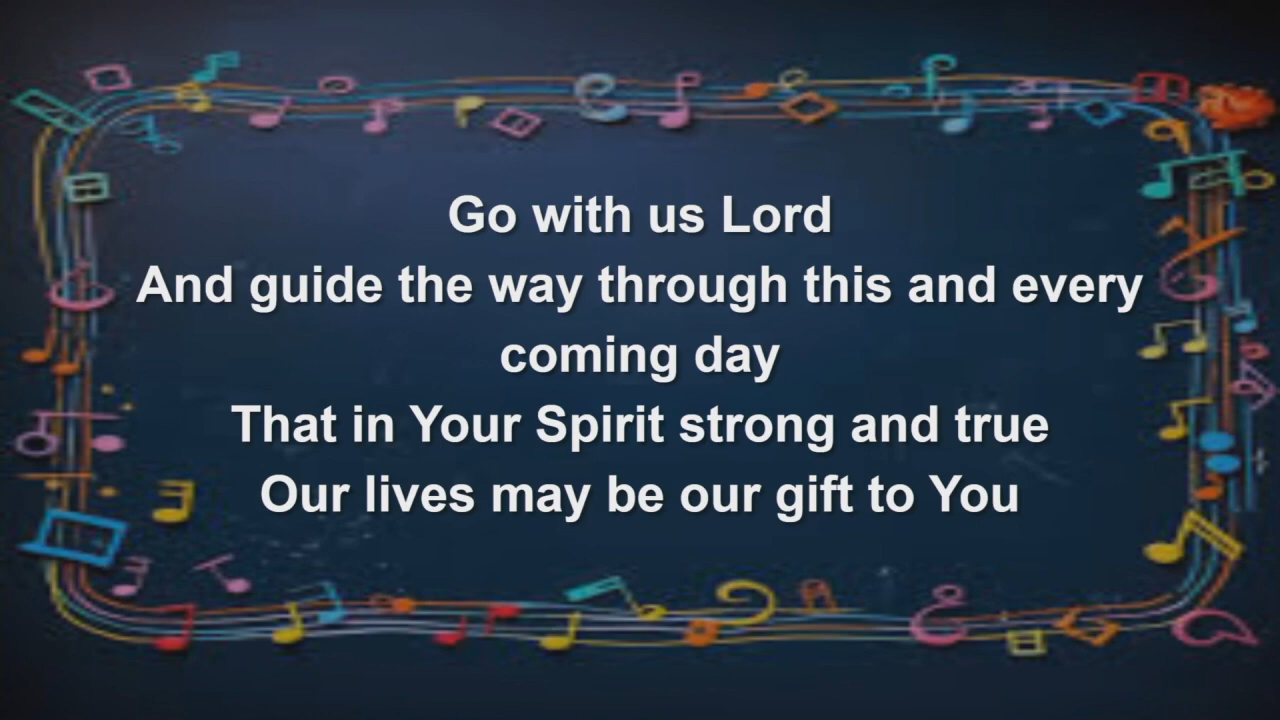 Go with us Lord
And guide the way through this and every
coming day
That in Your Spirit strong and true
Our lives may be our gift to You